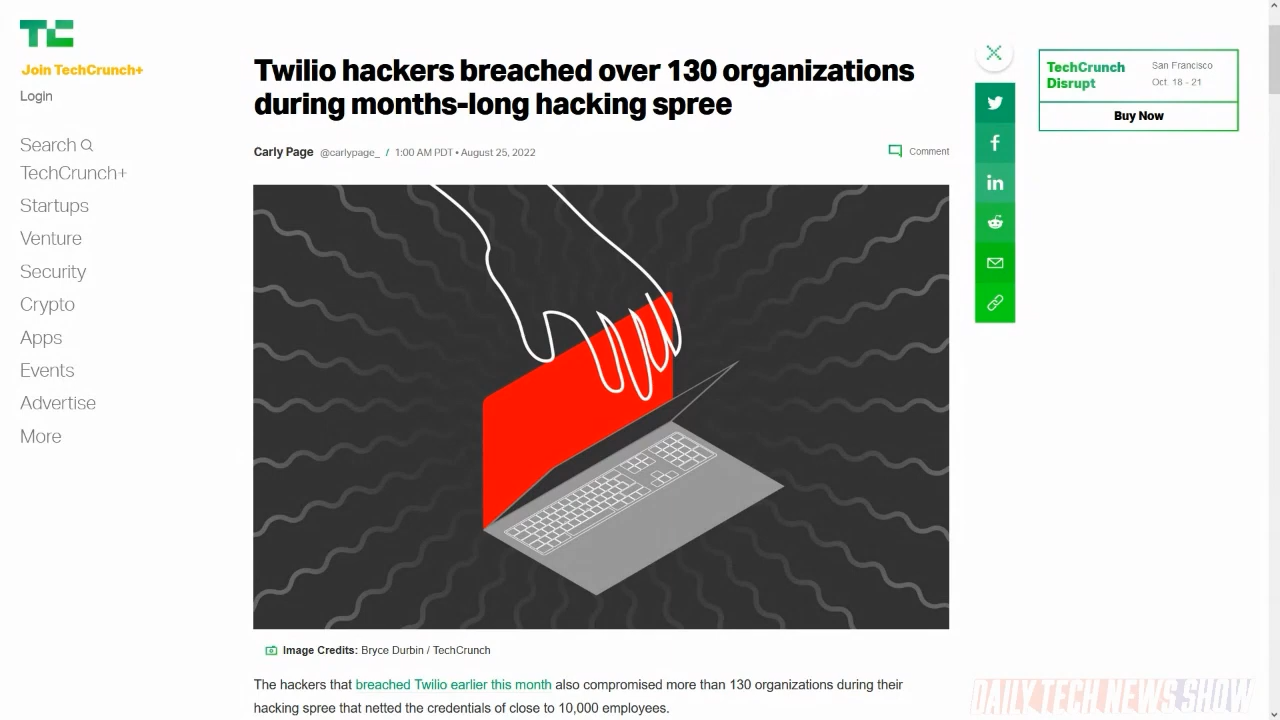 TC
Join TechCrunch+
Login
Search
TechCrunch+
Startups
Venture
Security
Crypto
Apps
Events
Advertise
More
Twilio hackers breached over 130 organizations
during months-long hacking spree
Carly Page @carlypage_ / 1:00 AM PDT • August 25, 2022
Comment
Image Credits: Bryce Durbin / TechCrunch
The hackers that breached Twilio earlier this month also compromised more than 130 organizations during their
hacking spree that netted the credentials of close to 10,000 employees.
f
in
TechCrunch
Disrupt
San Francisco
Oct. 18 - 21
Buy Now
DAILY TECH NEWS SHOW